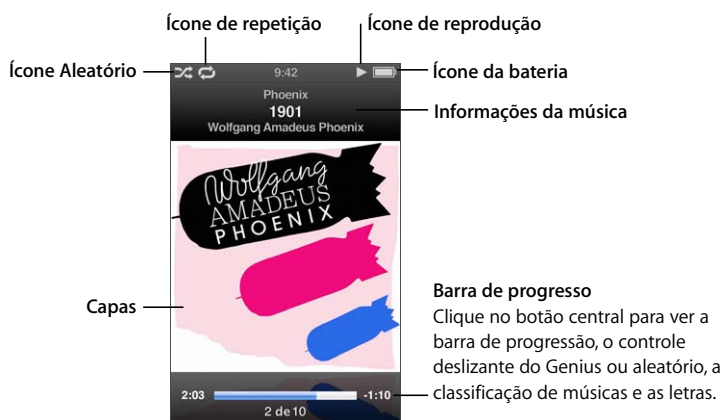 Ícone de repetição
Ícone de reprodução
Ícone Aleatório
9:42
Ícone da bateria
Phoenix
1901
Wolfgang Amadeus Phoenix
Informações da música
Wolfgang
AMADEUS
PHOENIX
Capas
Barra de progresso
Clique no botão central para ver a
barra de progressão, o controle
deslizante do Genius ou aleatório, a
classificação de músicas e as letras.
2:03
-1:10
2 de 10